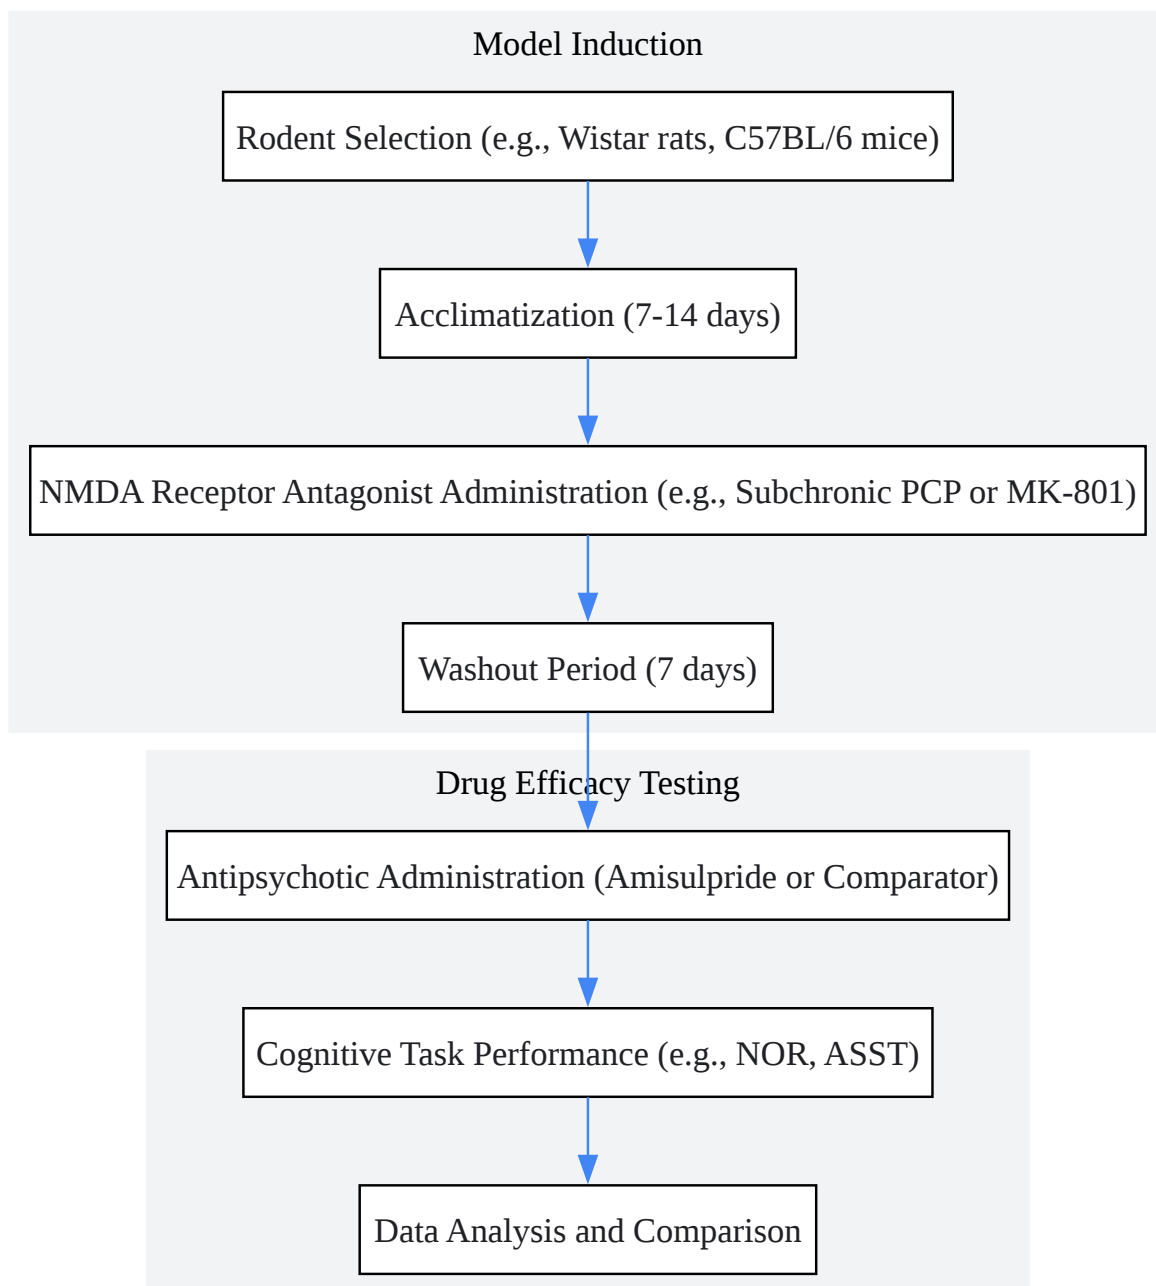 Model Induction
Rodent Selection (e.g., Wistar rats, C57BL/6 mice)
Acclimatization (7-14 days)
NMDA Receptor Antagonist Administration (e.g., Subchronic PCP or MK-801)
Washout Period (7 days)
Drug Efficacy Testing
Antipsychotic Administration (Amisulpride or Comparator)
Cognitive Task Performance (e.g., NOR, ASST)
Data Analysis and Comparison